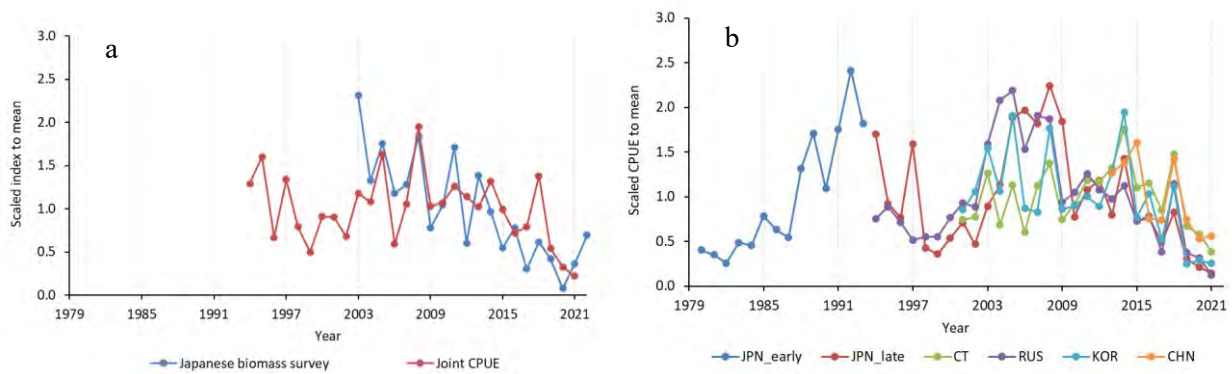 a
Scaled index to mean
3.0
2.5
2.0
1.5
1.0
0.5
0.0
1979 1985 1991 1997 2003 2009 2015 2021
Year
Japanese biomass survey Joint CPUE
b
Scaled CPUE to mean
3.0
2.5
2.0
1.5
1.0
0.5
0.0
1979 1985 1991 1997 2003 2009 2015 2021
Year
JPN_early JPN_late CT RUS KOR CHN